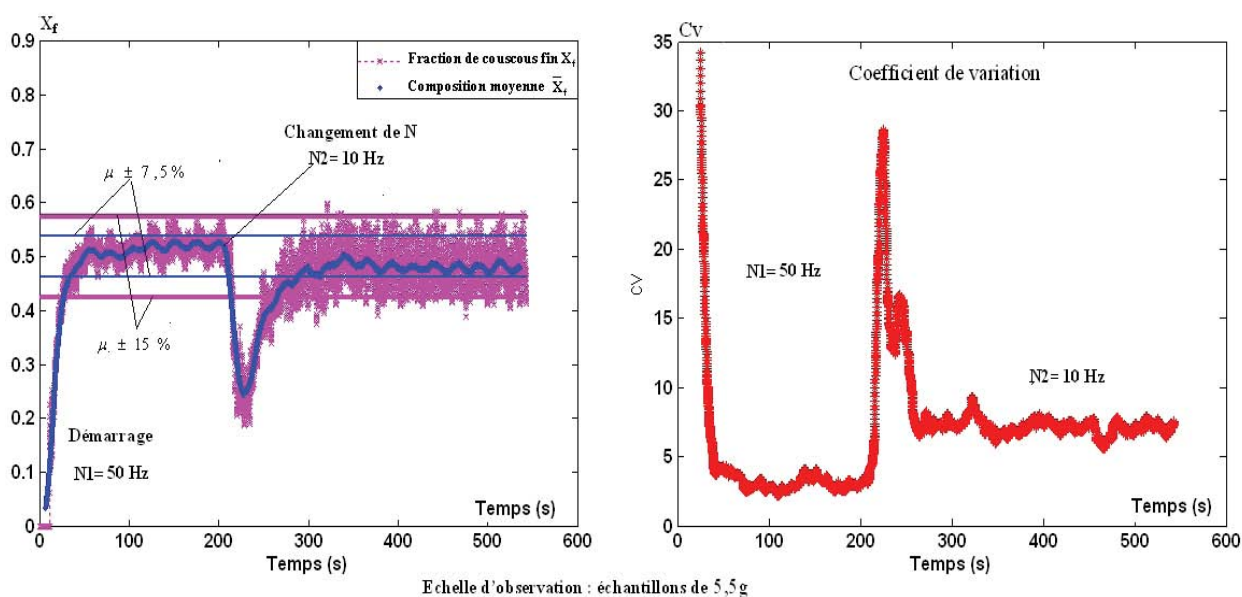 X_f
0.9
0.8
0.7
0.6
0.5
0.4
0.3
0.2
0.1
0
Fraction de couscous fin X_f
Composition moyenne X̄_f
Changement de N
N2= 10 Hz
μ ± 7,5%
μ ± 15 %
Démarrage
N1= 50 Hz
Temps (s)
0 100 200 300 400 500 600
Temps (s)
Cv
35
30
25
20
15
10
5
0
CV
Coefficient de variation
N1= 50 Hz
N2= 10 Hz
Temps (s)
0 100 200 300 400 500 600
Temps (s)
Echelle d'observation : échantillons de 5,5g